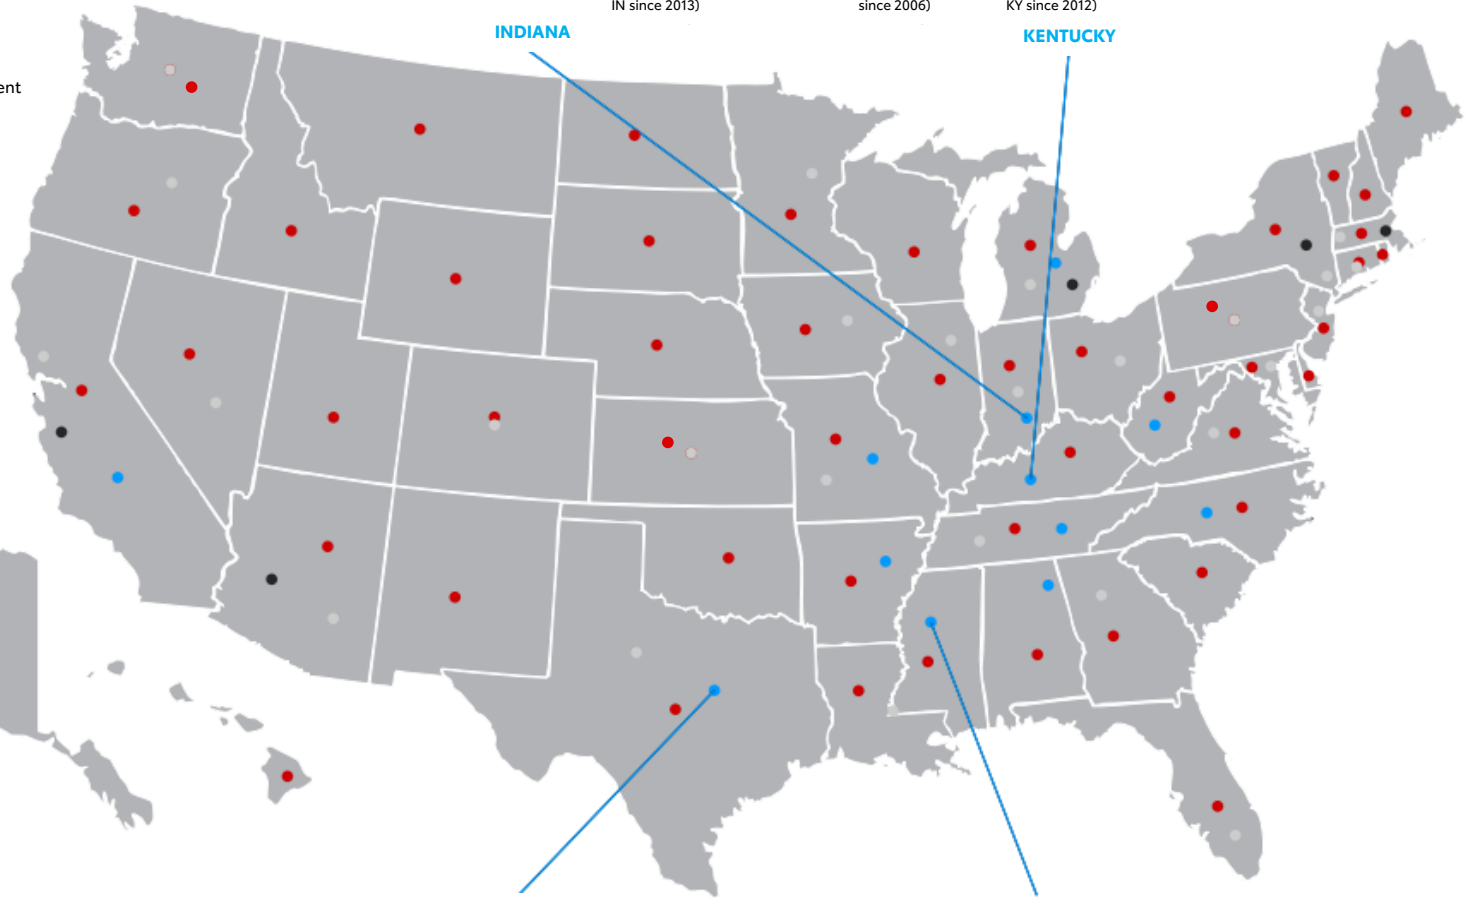 IN since 2013)
since 2006)
KY since 2012)
INDIANA
KENTUCKY
ent